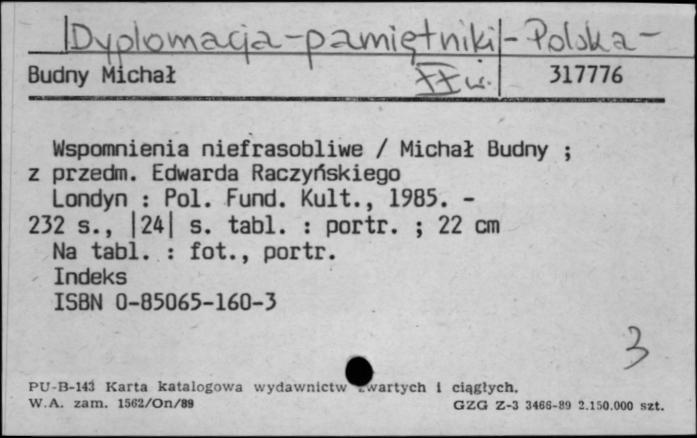 Dyplomacja-pamiętniki - Polska -
Budny Michał XX w. 317776
Wspomnienia niefrasobliwe / Michał Budny ;
z przedm. Edwarda Raczyńskiego
Londyn : Pol. Fund. Kult., 1985. -
232 s., |24| s. tabl. : portr. ; 22 cm
Na tabl. : fot., portr.
Indeks
ISBN 0-85065-160-3
3
PU-B-143 Karta katalogowa wydawnictw zwartych i ciągłych.
W.A. zam. 1562/On/89 GZG Z-3 3466-89 2.150.000 szt.